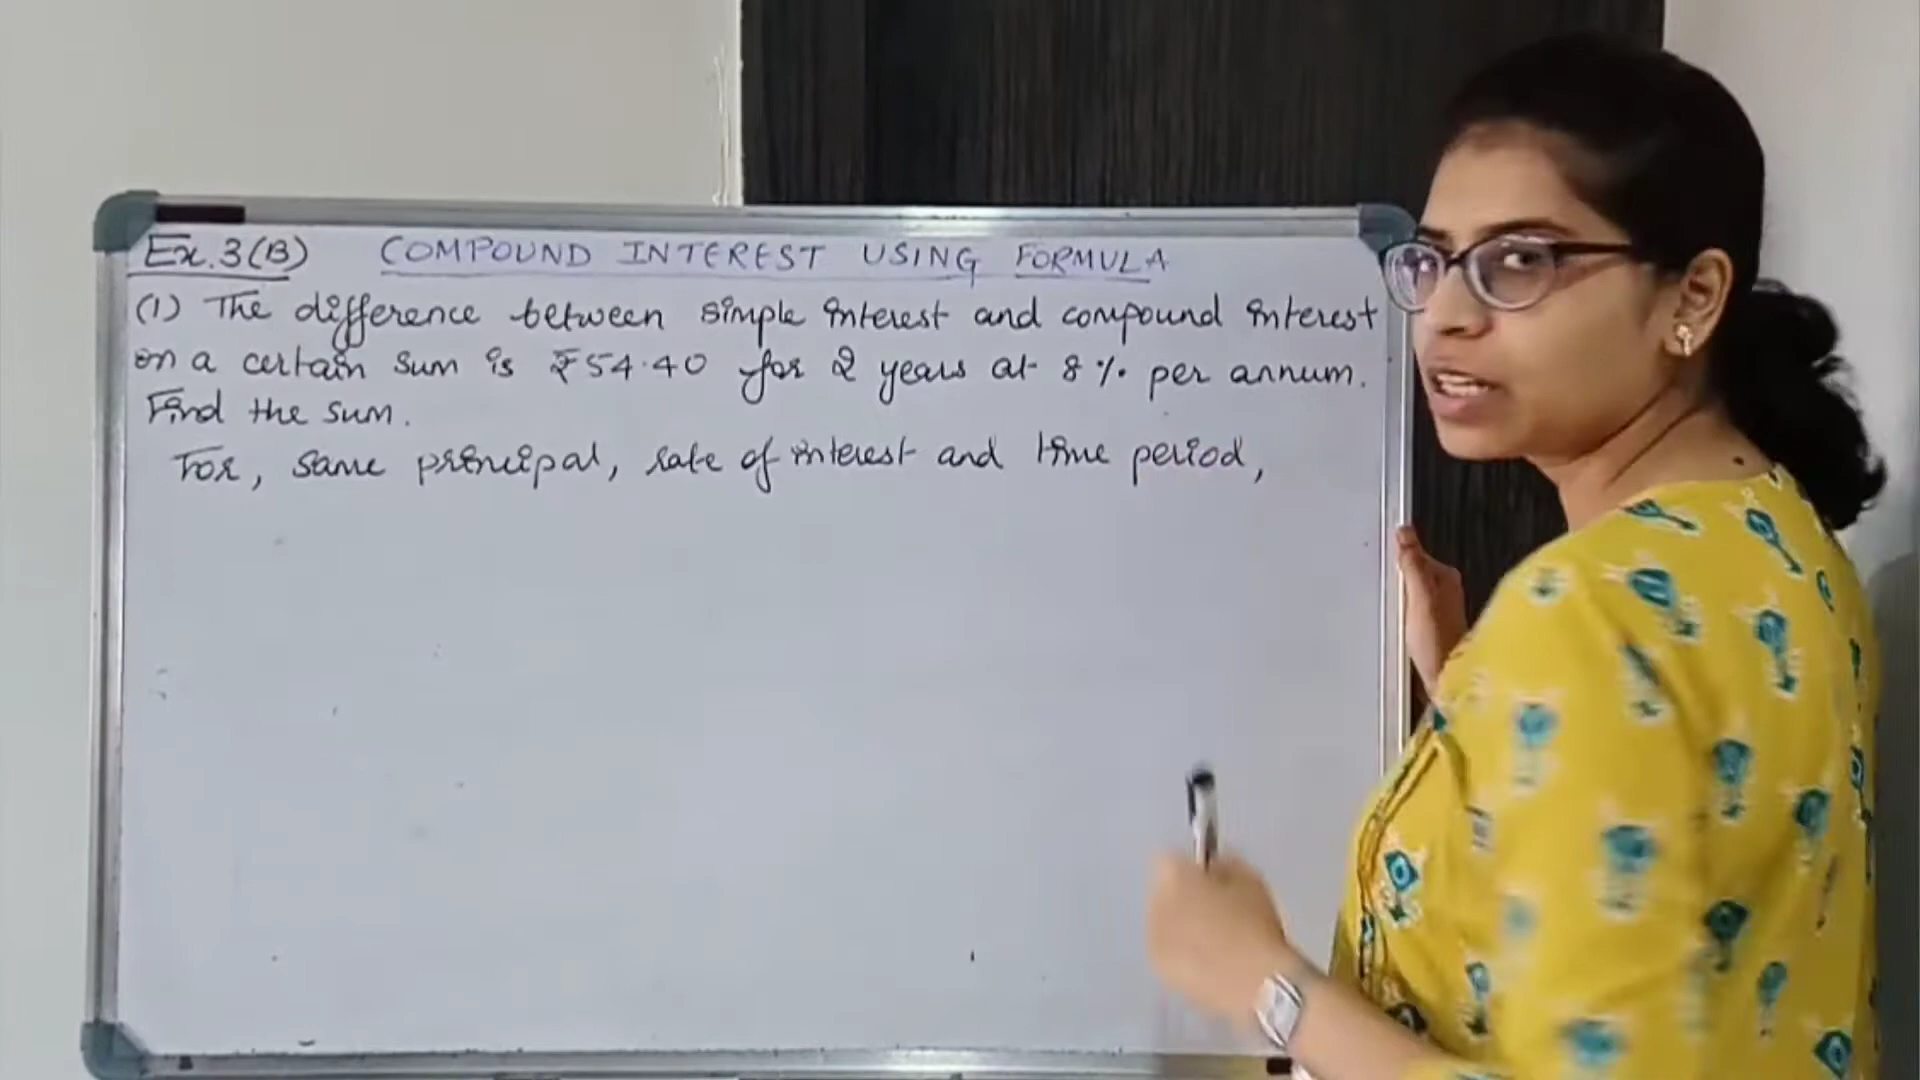 Ex.3(B) COMPOUND INTEREST USING FORMULA
(1) The difference between simple interest and compound interest
on a certain sum is ₹54.40 for 2 years at 8% per annum.
Find the sum.
For, same principal, rate of interest and time period,